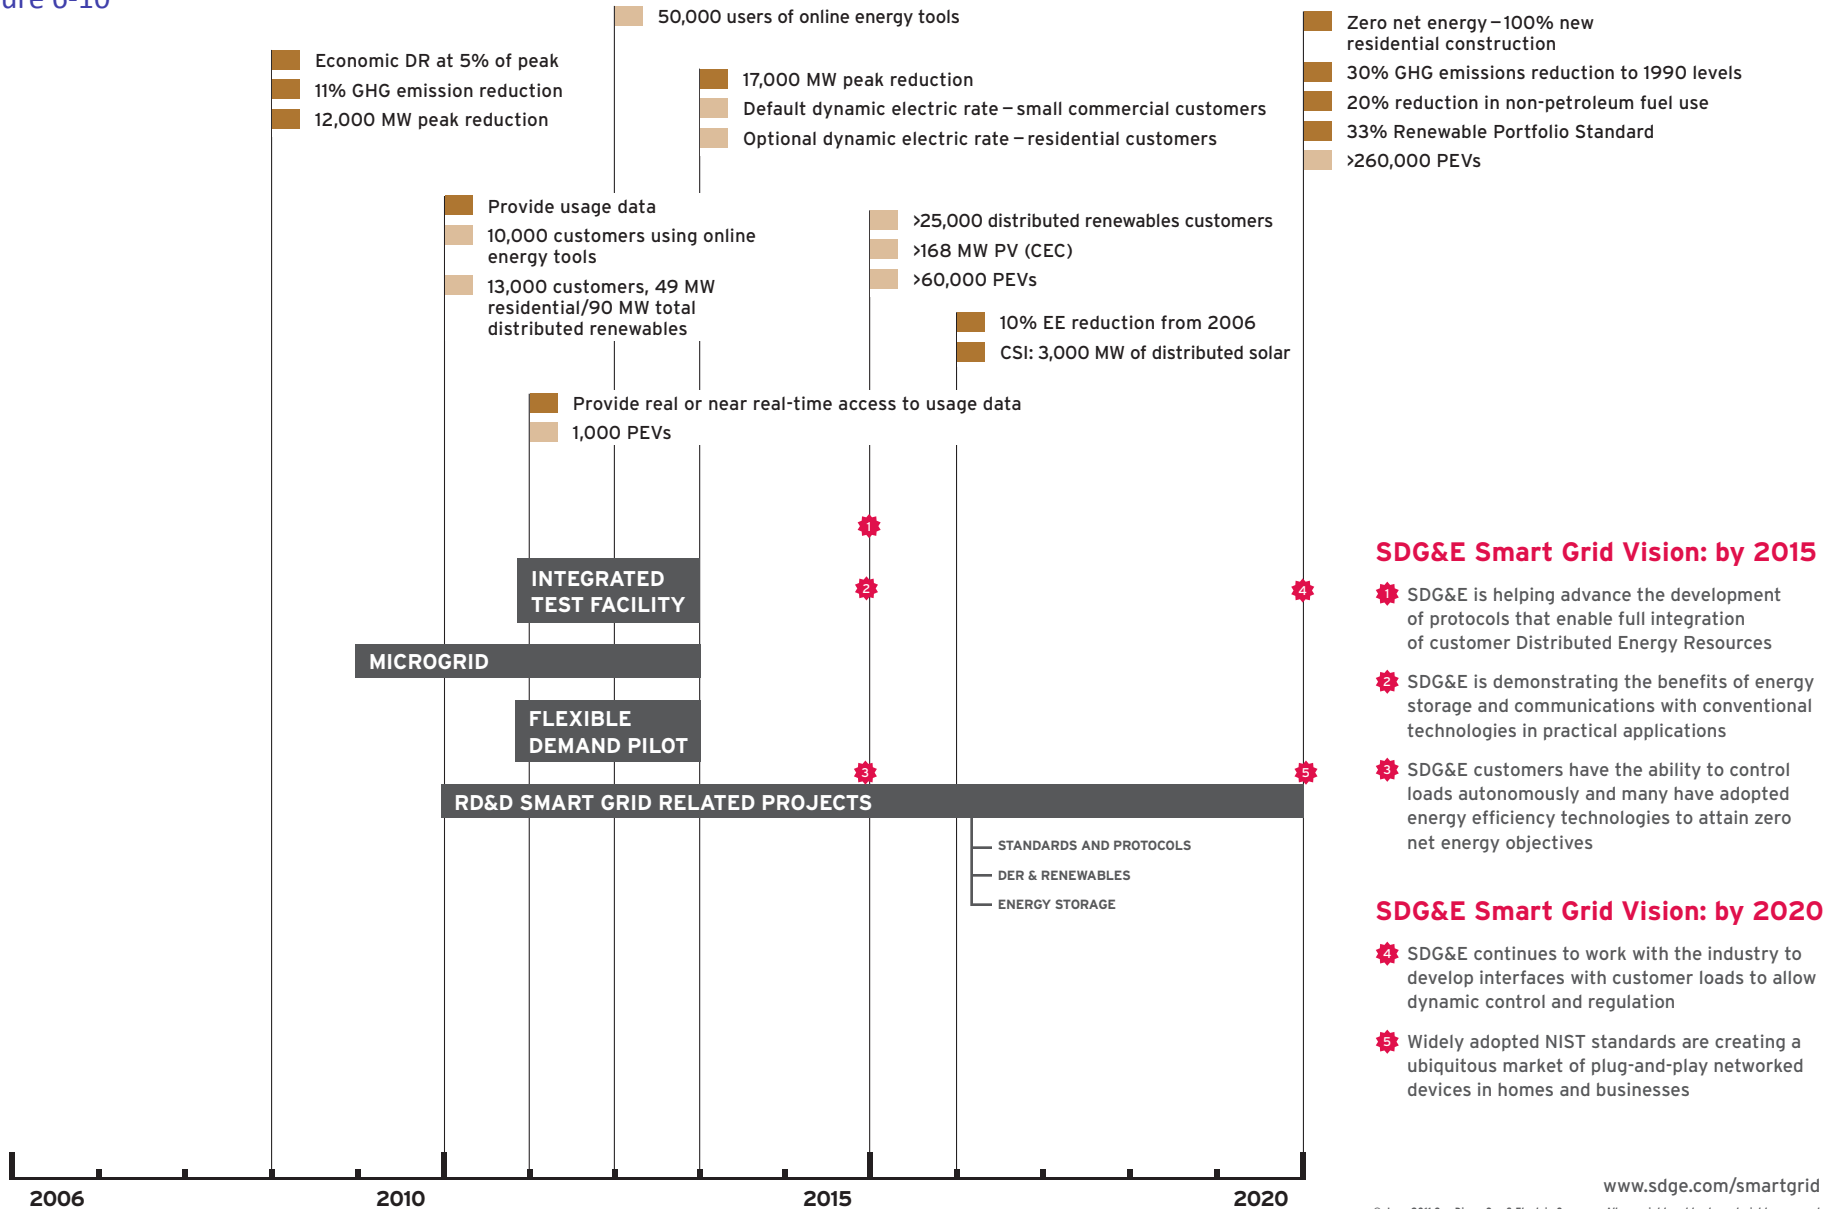 ure 6-10
50,000 users of online energy tools
Economic DR at 5% of peak
11% GHG emission reduction
12,000 MW peak reduction
17,000 MW peak reduction
Default dynamic electric rate – small commercial customers
Optional dynamic electric rate – residential customers
Zero net energy – 100% new
residential construction
30% GHG emissions reduction to 1990 levels
20% reduction in non-petroleum fuel use
33% Renewable Portfolio Standard
>260,000 PEVs
Provide usage data
10,000 customers using online
energy tools
13,000 customers, 49 MW
residential/90 MW total
distributed renewables
>25,000 distributed renewables customers
>168 MW PV (CEC)
>60,000 PEVs
10% EE reduction from 2006
CSI: 3,000 MW of distributed solar
Provide real or near real-time access to usage data
1,000 PEVs
1
2
3
4
5
INTEGRATED
TEST FACILITY
MICROGRID
FLEXIBLE
DEMAND PILOT
RD&D SMART GRID RELATED PROJECTS
STANDARDS AND PROTOCOLS
DER & RENEWABLES
ENERGY STORAGE
SDG&E Smart Grid Vision: by 2015
1 SDG&E is helping advance the development
of protocols that enable full integration
of customer Distributed Energy Resources
2 SDG&E is demonstrating the benefits of energy
storage and communications with conventional
technologies in practical applications
3 SDG&E customers have the ability to control
loads autonomously and many have adopted
energy efficiency technologies to attain zero
net energy objectives
SDG&E Smart Grid Vision: by 2020
4 SDG&E continues to work with the industry to
develop interfaces with customer loads to allow
dynamic control and regulation
5 Widely adopted NIST standards are creating a
ubiquitous market of plug-and-play networked
devices in homes and businesses
2006
2010
2015
2020
www.sdge.com/smartgrid